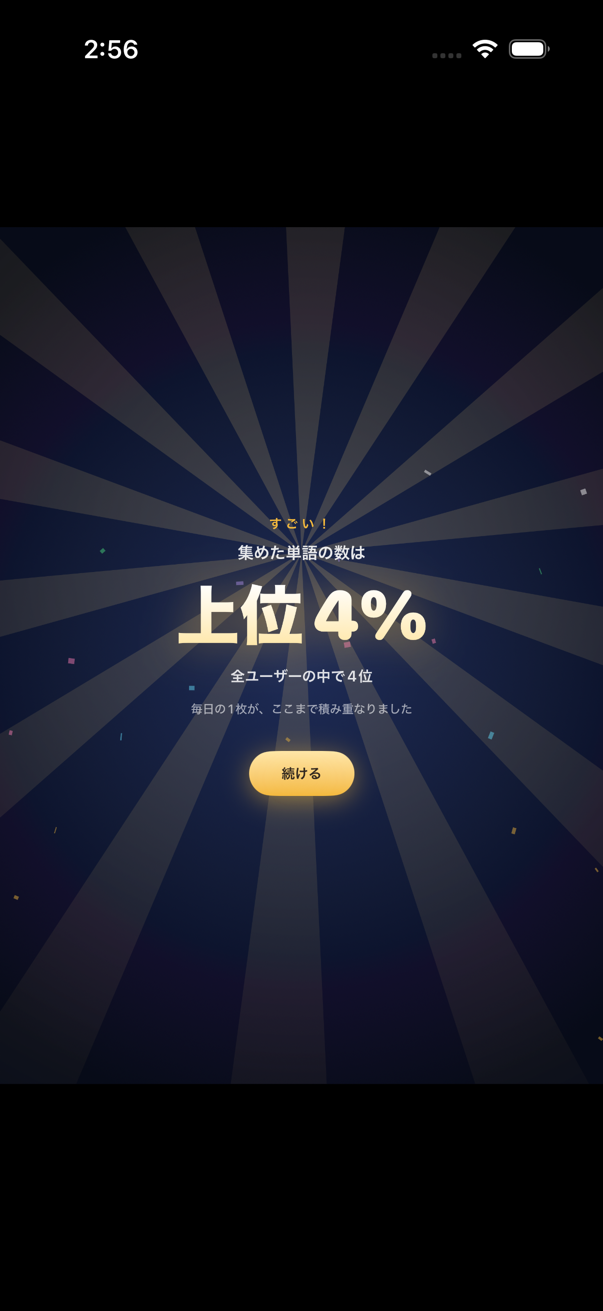 2:56
すごい！
集めた単語の数は
上位4%
全ユーザーの中で4位
毎日の1枚が、ここまで積み重なりました
続ける